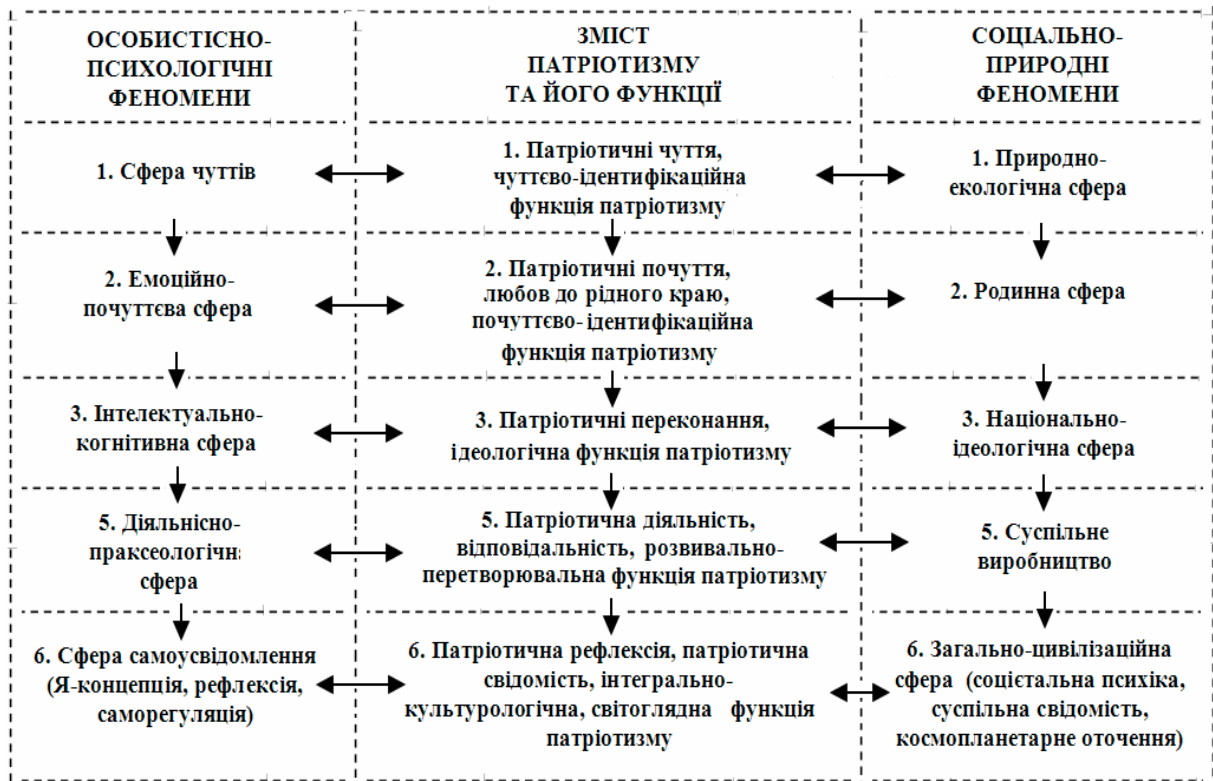 ОСОБИСТІСНО-
ПСИХОЛОГІЧНІ
ФЕНОМЕНИ
ЗМІСТ
ПАТРІОТИЗМУ
ТА ЙОГО ФУНКЦІЇ
СОЦІАЛЬНО-
ПРИРОДНІ
ФЕНОМЕНИ
1. Сфера чуттів
1. Патріотичні чуття,
чуттєво-ідентифікаційна
функція патріотизму
1. Природно-
екологічна сфера
2. Емоційно-
почуттєва сфера
2. Патріотичні почуття,
любов до рідного краю,
почуттєво-ідентифікаційна
функція патріотизму
2. Родинна сфера
3. Інтелектуально-
когнітивна сфера
3. Патріотичні переконання,
ідеологічна функція патріотизму
3. Національно-
ідеологічна сфера
5. Діяльнісно-
праксеологічн
сфера
5. Патріотична діяльність,
відповідальність, розвивально-
перетворювальна функція патріотизму
5. Суспільне
виробництво
6. Сфера самоусвідомлення
(Я-концепція, рефлексія,
саморегуляція)
6. Патріотична рефлексія, патріотична
свідомість, інтегрально-
культурологічна, світоглядна функція
патріотизму
6. Загально-цивілізаційна
сфера (соцієтальна психіка,
суспільна свідомість,
космопланетарне оточення)